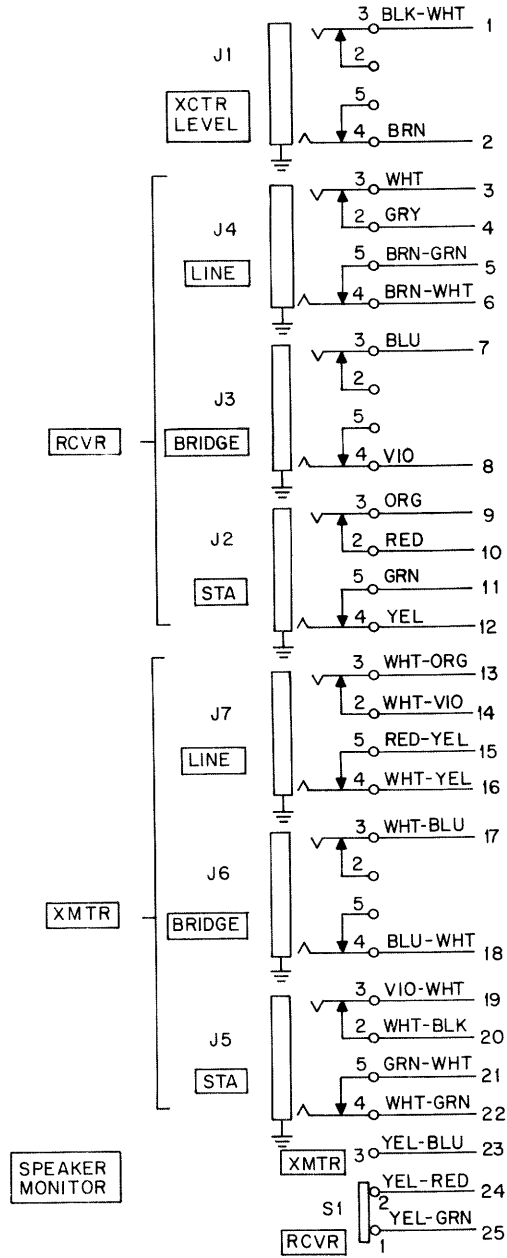 3 BLK-WHT 1
J1 2
XCTR
LEVEL
5
4 BRN 2
3 WHT 3
J4 2 GRY 4
LINE 5 BRN-GRN 5
4 BRN-WHT 6
3 BLU 7
J3 2
RCVR BRIDGE 5
4 VIO 8
3 ORG 9
J2 2 RED 10
STA 5 GRN 11
4 YEL 12
3 WHT-ORG 13
J7 2 WHT-VIO 14
LINE 5 RED-YEL 15
4 WHT-YEL 16
3 WHT-BLU 17
J6 2
XMTR BRIDGE 5
4 BLU-WHT 18
3 VIO-WHT 19
J5 2 WHT-BLK 20
STA 5 GRN-WHT 21
4 WHT-GRN 22
XMTR 3 YEL-BLU 23
SPEAKER
MONITOR
S1 2 YEL-RED 24
RCVR 1 YEL-GRN 25